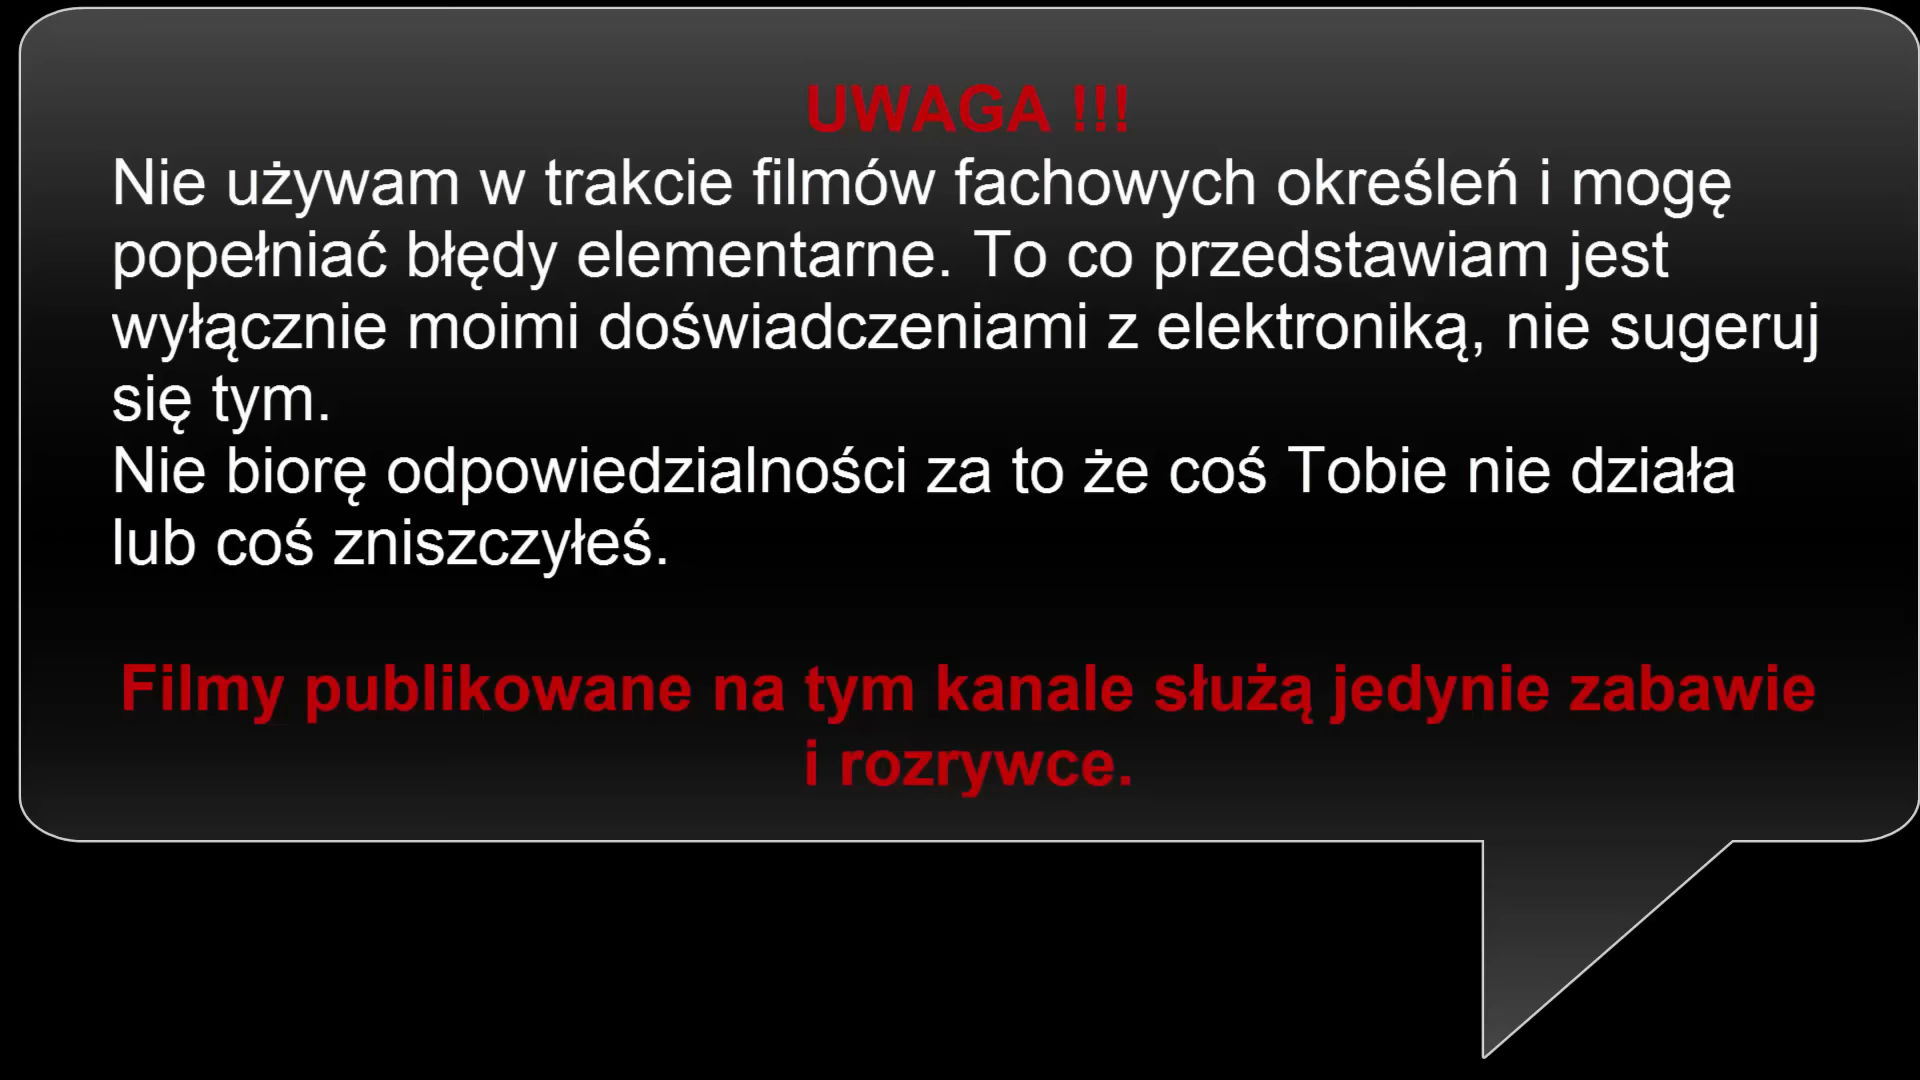 UWAGA !!!
Nie używam w trakcie filmów fachowych określeń i mogę
popełniać błędy elementarne. To co przedstawiam jest
wyłącznie moimi doświadczeniami z elektroniką, nie sugeruj
się tym.
Nie biorę odpowiedzialności za to że coś Tobie nie działa
lub coś zniszczyłeś.
Filmy publikowane na tym kanale służą jedynie zabawie
i rozrywce.